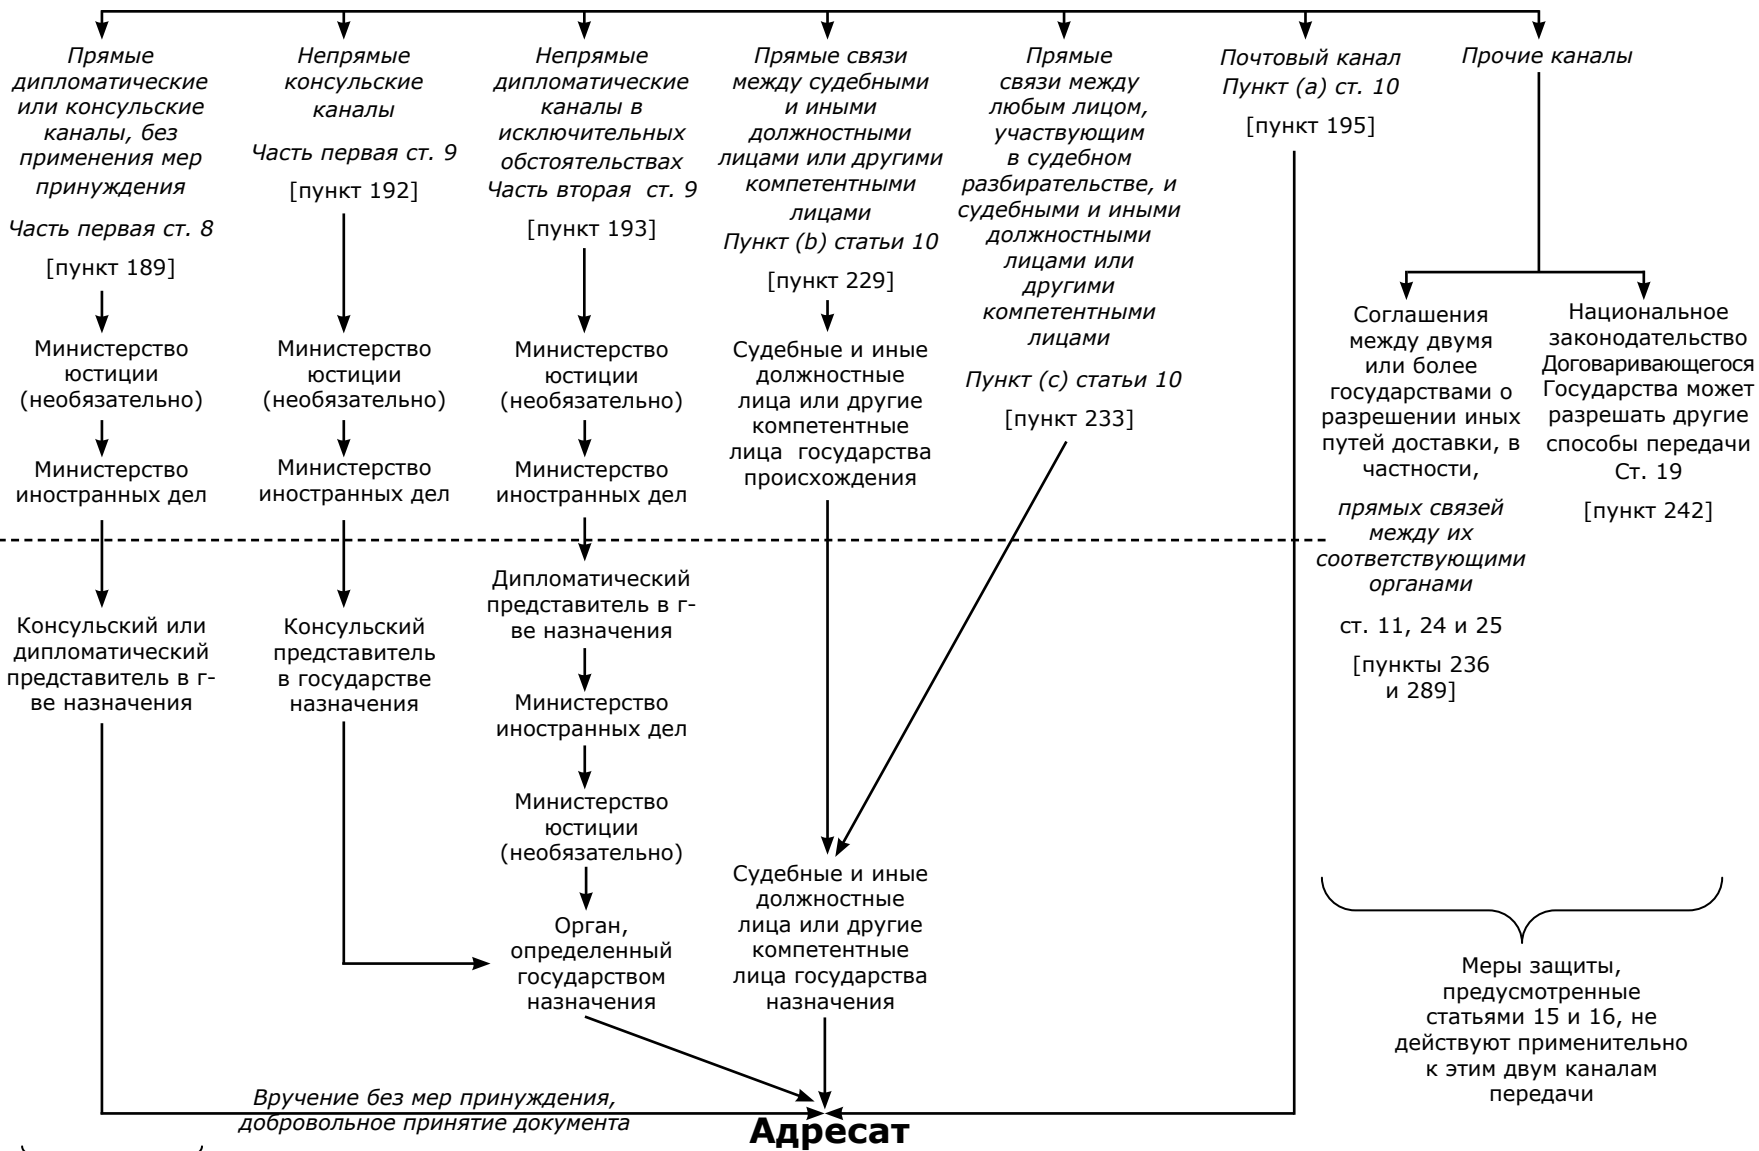 Прямые
дипломатические
или консульские
каналы, без
применения мер
принуждения
Часть первая ст. 8
[пункт 189]
Министерство
юстиции
(необязательно)
Министерство
иностранных дел
Консульский или
дипломатический
представитель в г-
ве назначения
Непрямые
консульские
каналы
Часть первая ст. 9
[пункт 192]
Министерство
юстиции
(необязательно)
Министерство
иностранных дел
Консульский
представитель
в государстве
назначения
Непрямые
дипломатические
каналы в
исключительных
обстоятельствах
Часть вторая  ст. 9
[пункт 193]
Министерство
юстиции
(необязательно)
Министерство
иностранных дел
Дипломатический
представитель в г-
ве назначения
Министерство
иностранных дел
Министерство
юстиции
(необязательно)
Орган,
определенный
государством
назначения
Прямые связи
между судебными
и иными
должностными
лицами или другими
компетентными
лицами
Пункт (b) статьи 10
[пункт 229]
Судебные и иные
должностные
лица или другие
компетентные
лица  государства
происхождения
Судебные и иные
должностные
лица или другие
компетентные
лица государства
назначения
Прямые
связи между
любым лицом,
участвующим
в судебном
разбирательстве, и
судебными и иными
должностными
лицами или
другими
компетентными
лицами
Пункт (c) статьи 10
[пункт 233]
Почтовый канал
Пункт (a) ст. 10
[пункт 195]
Прочие каналы
Соглашения
между двумя
или более
государствами о
разрешении иных
путей доставки, в
частности,
прямых связей
между их
соответствующими
органами
ст. 11, 24 и 25
[пункты 236
и 289]
Национальное
законодательство
Договаривающегося
Государства может
разрешать другие
способы передачи
Ст. 19
[пункт 242]
Меры защиты,
предусмотренные
статьями 15 и 16, не
действуют применительно
к этим двум каналам
передачи
Вручение без мер принуждения,
добровольное принятие документа
Адресат